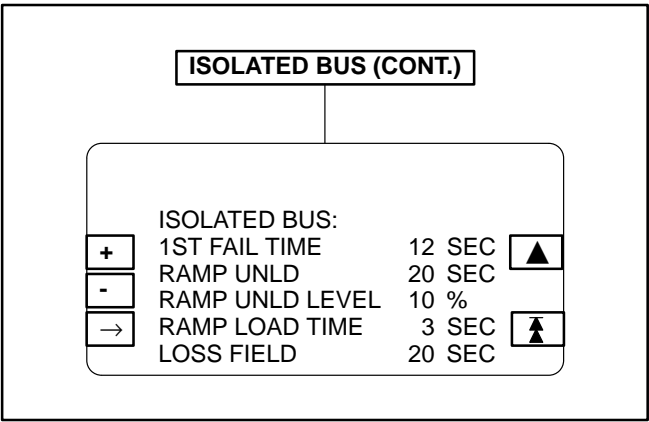 ISOLATED BUS (CONT.)
ISOLATED BUS:
+ 1ST FAIL TIME 12 SEC ▲
RAMP UNLD 20 SEC
- RAMP UNLD LEVEL 10 %
→ RAMP LOAD TIME 3 SEC
LOSS FIELD 20 SEC